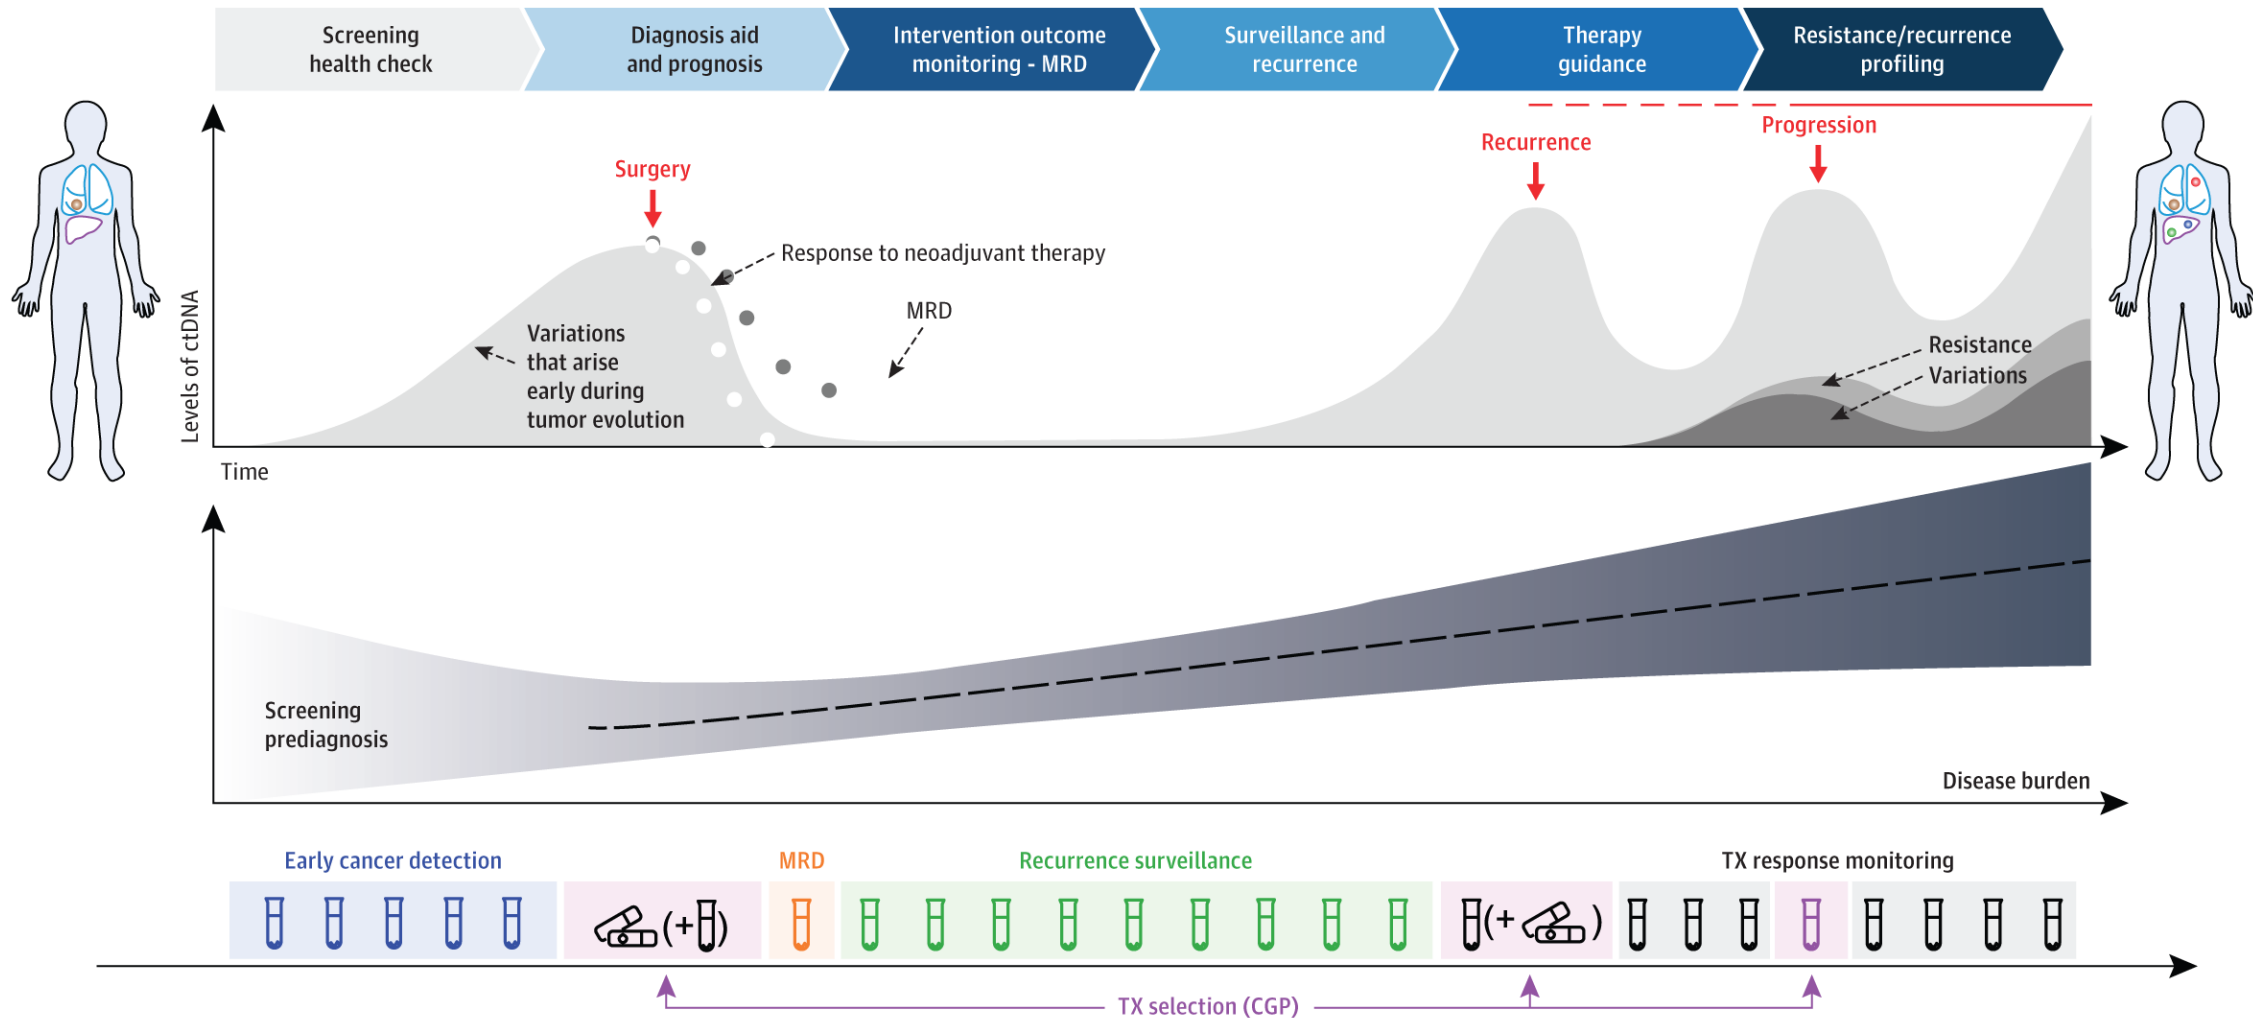 Screening
health check
Diagnosis aid
and prognosis
Intervention outcome
monitoring - MRD
Surveillance and
recurrence
Therapy
guidance
Resistance/recurrence
profiling
Levels of ctDNA
Surgery
Recurrence
Progression
Response to neoadjuvant therapy
MRD
Variations
that arise
early during
tumor evolution
Resistance
Variations
Time
Screening
prediagnosis
Disease burden
Early cancer detection
MRD
Recurrence surveillance
TX response monitoring
(+ )
(+ )
TX selection (CGP)